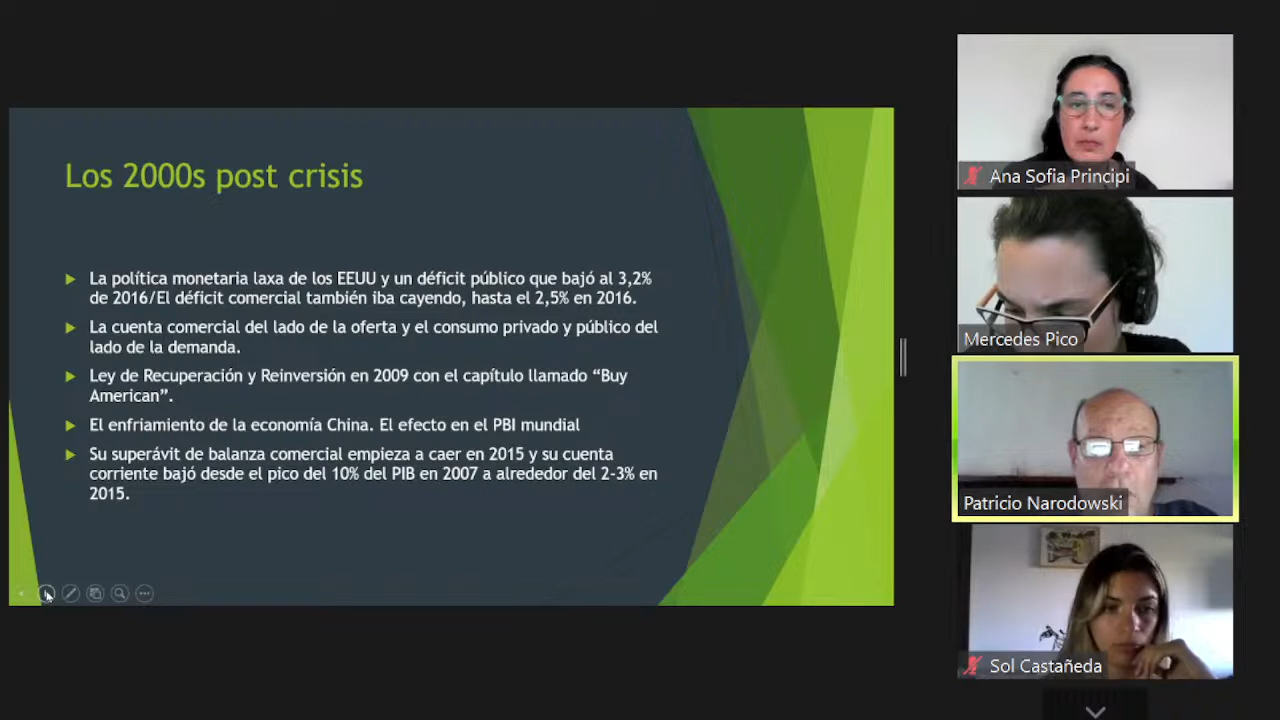 Los 2000s post crisis
La política monetaria laxa de los EEUU y un déficit público que bajó al 3,2%
de 2016/El déficit comercial también iba cayendo, hasta el 2,5% en 2016.
La cuenta comercial del lado de la oferta y el consumo privado y público del
lado de la demanda.
Ley de Recuperación y Reinversión en 2009 con el capítulo llamado “Buy
American”.
El enfriamiento de la economía China. El efecto en el PBI mundial
Su superávit de balanza comercial empieza a caer en 2015 y su cuenta
corriente bajó desde el pico del 10% del PIB en 2007 a alrededor del 2-3% en
2015.
Ana Sofia Principi
Mercedes Pico
Patricio Narodowski
Sol Castañeda